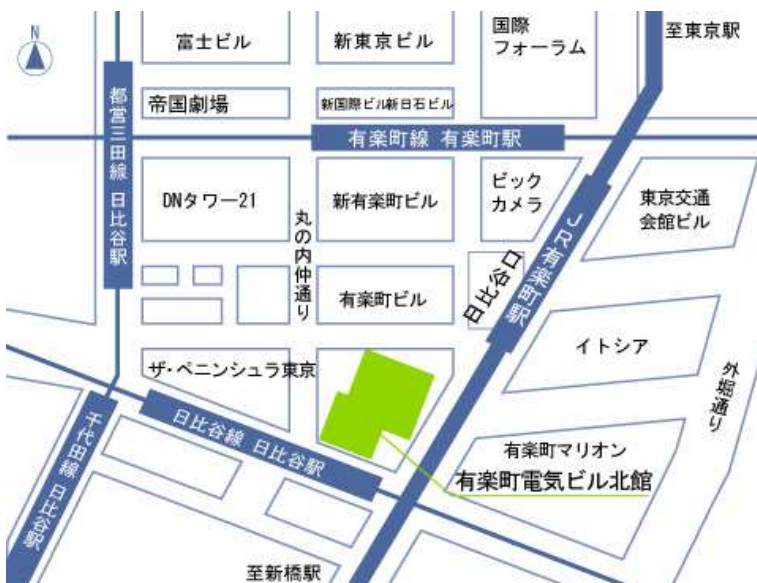 N
富士ビル
新東京ビル
国際
フォーラム
至東京駅
都営三田線 日比谷駅
帝国劇場
新国際ビル新日石ビル
有楽町線 有楽町駅
DNタワー21
丸の内仲通り
新有楽町ビル
ビック
カメラ
JR有楽町駅
東京交通
会館ビル
有楽町ビル
日比谷口
イトシア
外堀通り
ザ・ペニンシュラ東京
千代田線 日比谷駅
日比谷線 日比谷駅
有楽町マリオン
有楽町電気ビル北館
至新橋駅